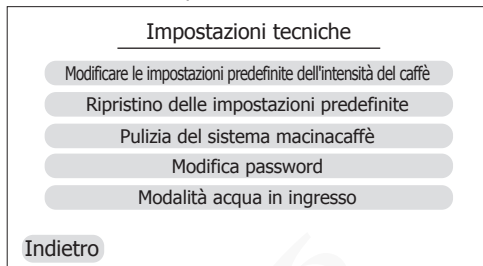 Impostazioni tecniche
Modificare le impostazioni predefinite dell'intensità del caffè
Ripristino delle impostazioni predefinite
Pulizia del sistema macinacaffè
Modifica password
Modalità acqua in ingresso
Indietro